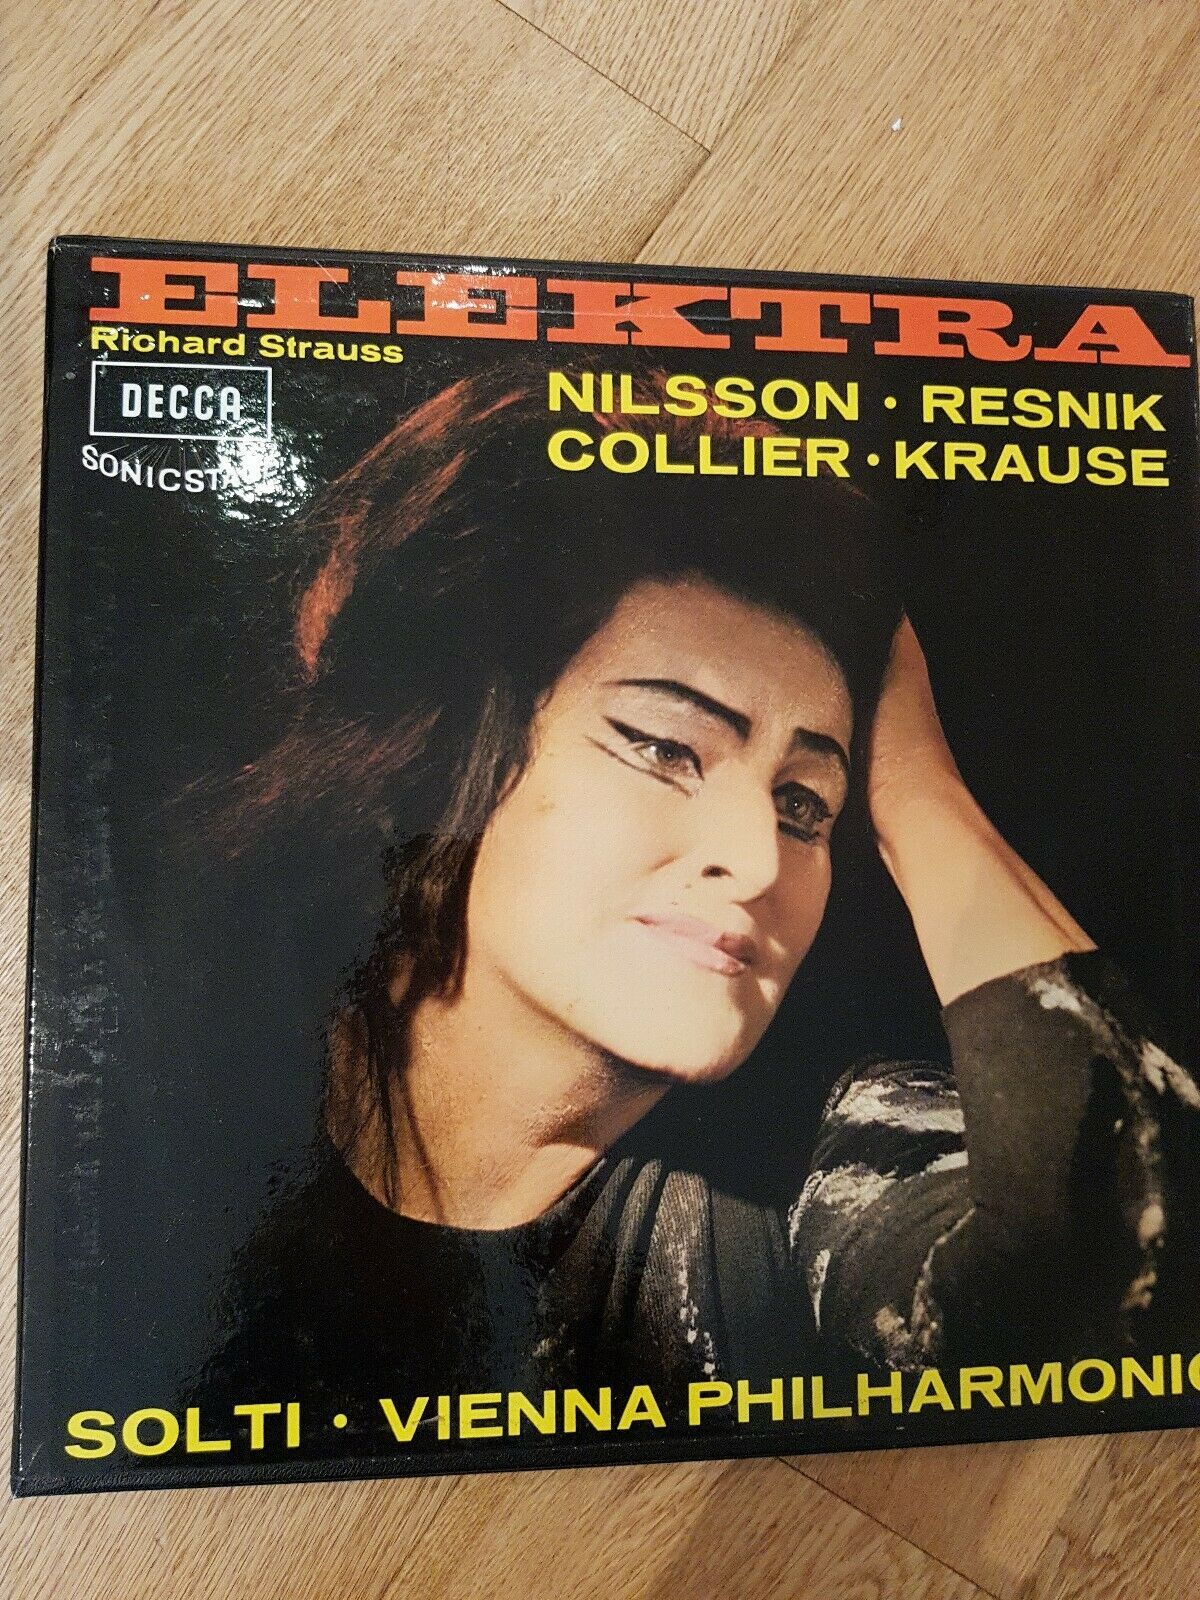 ELEKTRA
Richard Strauss
DECCA
NILSSON · RESNIK
COLLIER · KRAUSE
SOLTI · VIENNA PHILHARMONIC